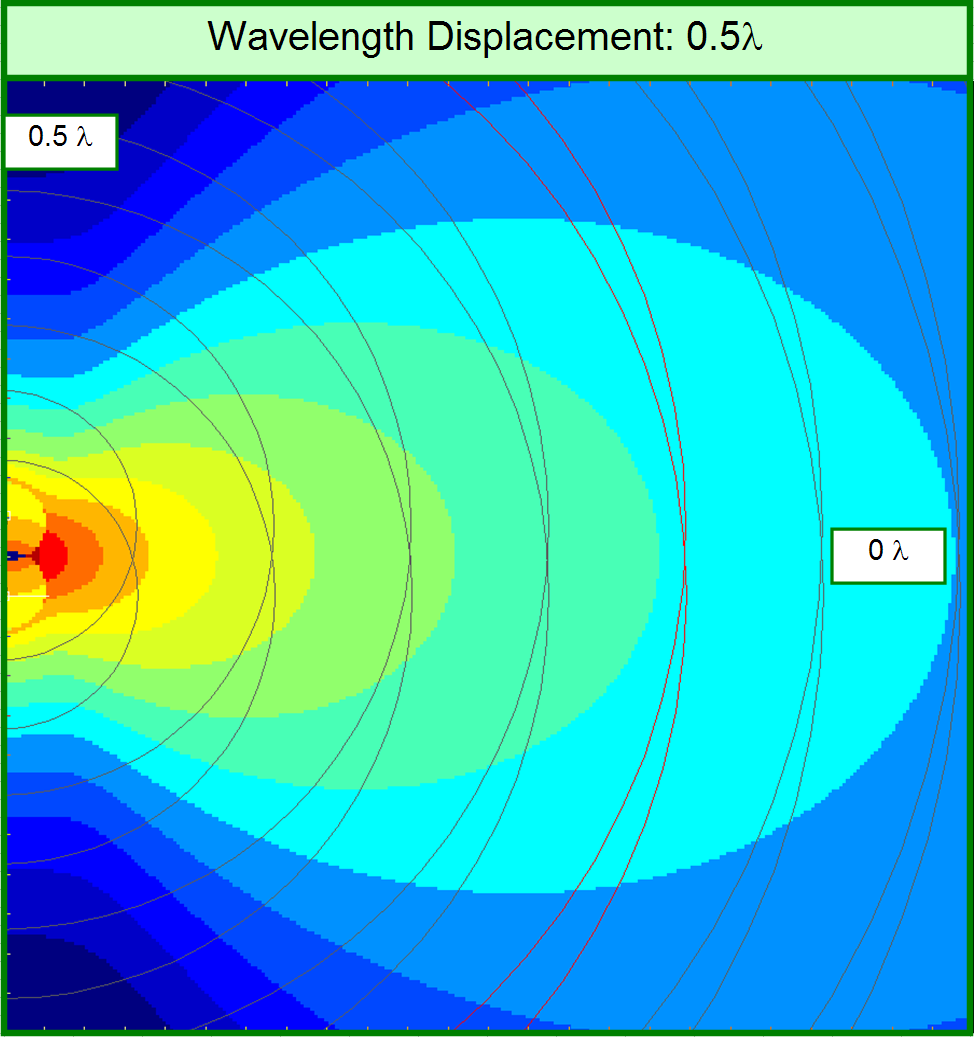 Wavelength Displacement: 0.5λ
0.5 λ
0 λ